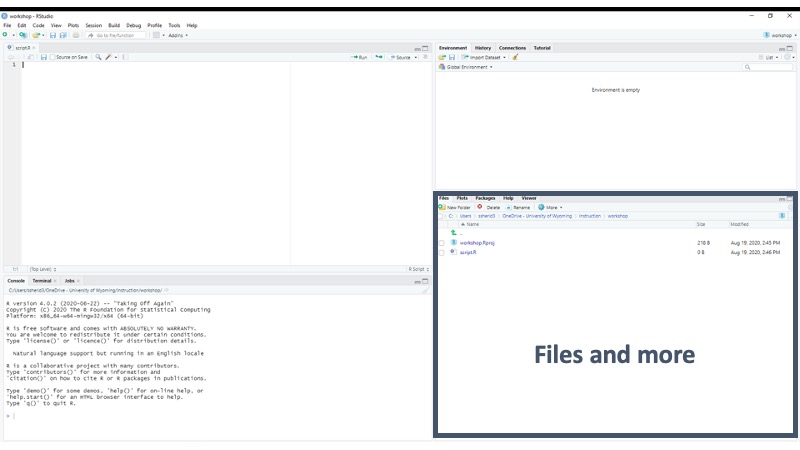 workshop - RStudio
File Edit Code View Plots Session Build Debug Profile Tools Help
Go to file/function Addins workshop
script.R
Source on Save Run Source
1
1:1 (Top Level) R Script
Console Terminal Jobs
R version 4.0.2 (2020-06-22) -- "Taking Off Again"
Copyright (C) 2020 The R Foundation for Statistical Computing
Platform: x86_64-w64-mingw32/x64 (64-bit)
R is free software and comes with ABSOLUTELY NO WARRANTY.
You are welcome to redistribute it under certain conditions.
Type 'license()' or 'licence()' for distribution details.
Natural language support but running in an English locale
R is a collaborative project with many contributors.
Type 'contributors()' for more information and
'citation()' on how to cite R or R packages in publications.
Type 'demo()' for some demos, 'help()' for on-line help, or
'help.start()' for an HTML browser interface to help.
Type 'q()' to quit R.
>
Environment History Connections Tutorial
Import Dataset List
Global Environment
Environment is empty
Files Plots Packages Help Viewer
New Folder Delete Rename More
C: Users OneDrive - University of Wyoming Instruction workshop
Name Size Modified
..
workshop.Rproj 218 B Aug 19, 2020, 2:45 PM
script.R 0 B Aug 19, 2020, 2:46 PM
Files and more